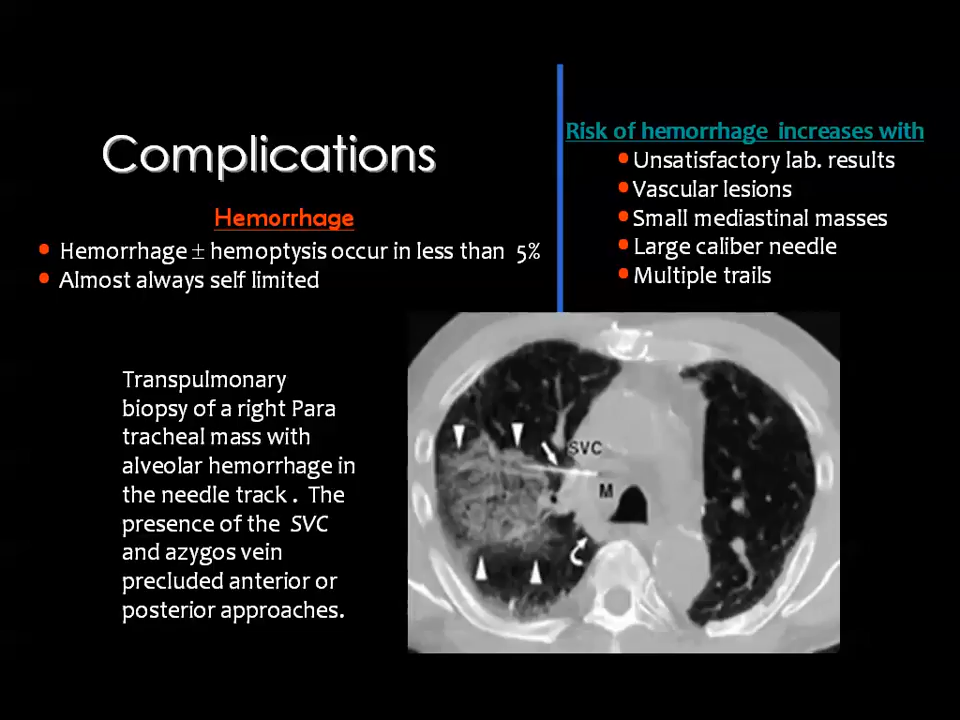 Complications
Hemorrhage
• Hemorrhage ± hemoptysis occur in less than 5%
• Almost always self limited
Risk of hemorrhage increases with
• Unsatisfactory lab. results
• Vascular lesions
• Small mediastinal masses
• Large caliber needle
• Multiple trails
Transpulmonary
biopsy of a right Para
tracheal mass with
alveolar hemorrhage in
the needle track . The
presence of the SVC
and azygos vein
precluded anterior or
posterior approaches.
SVC
M